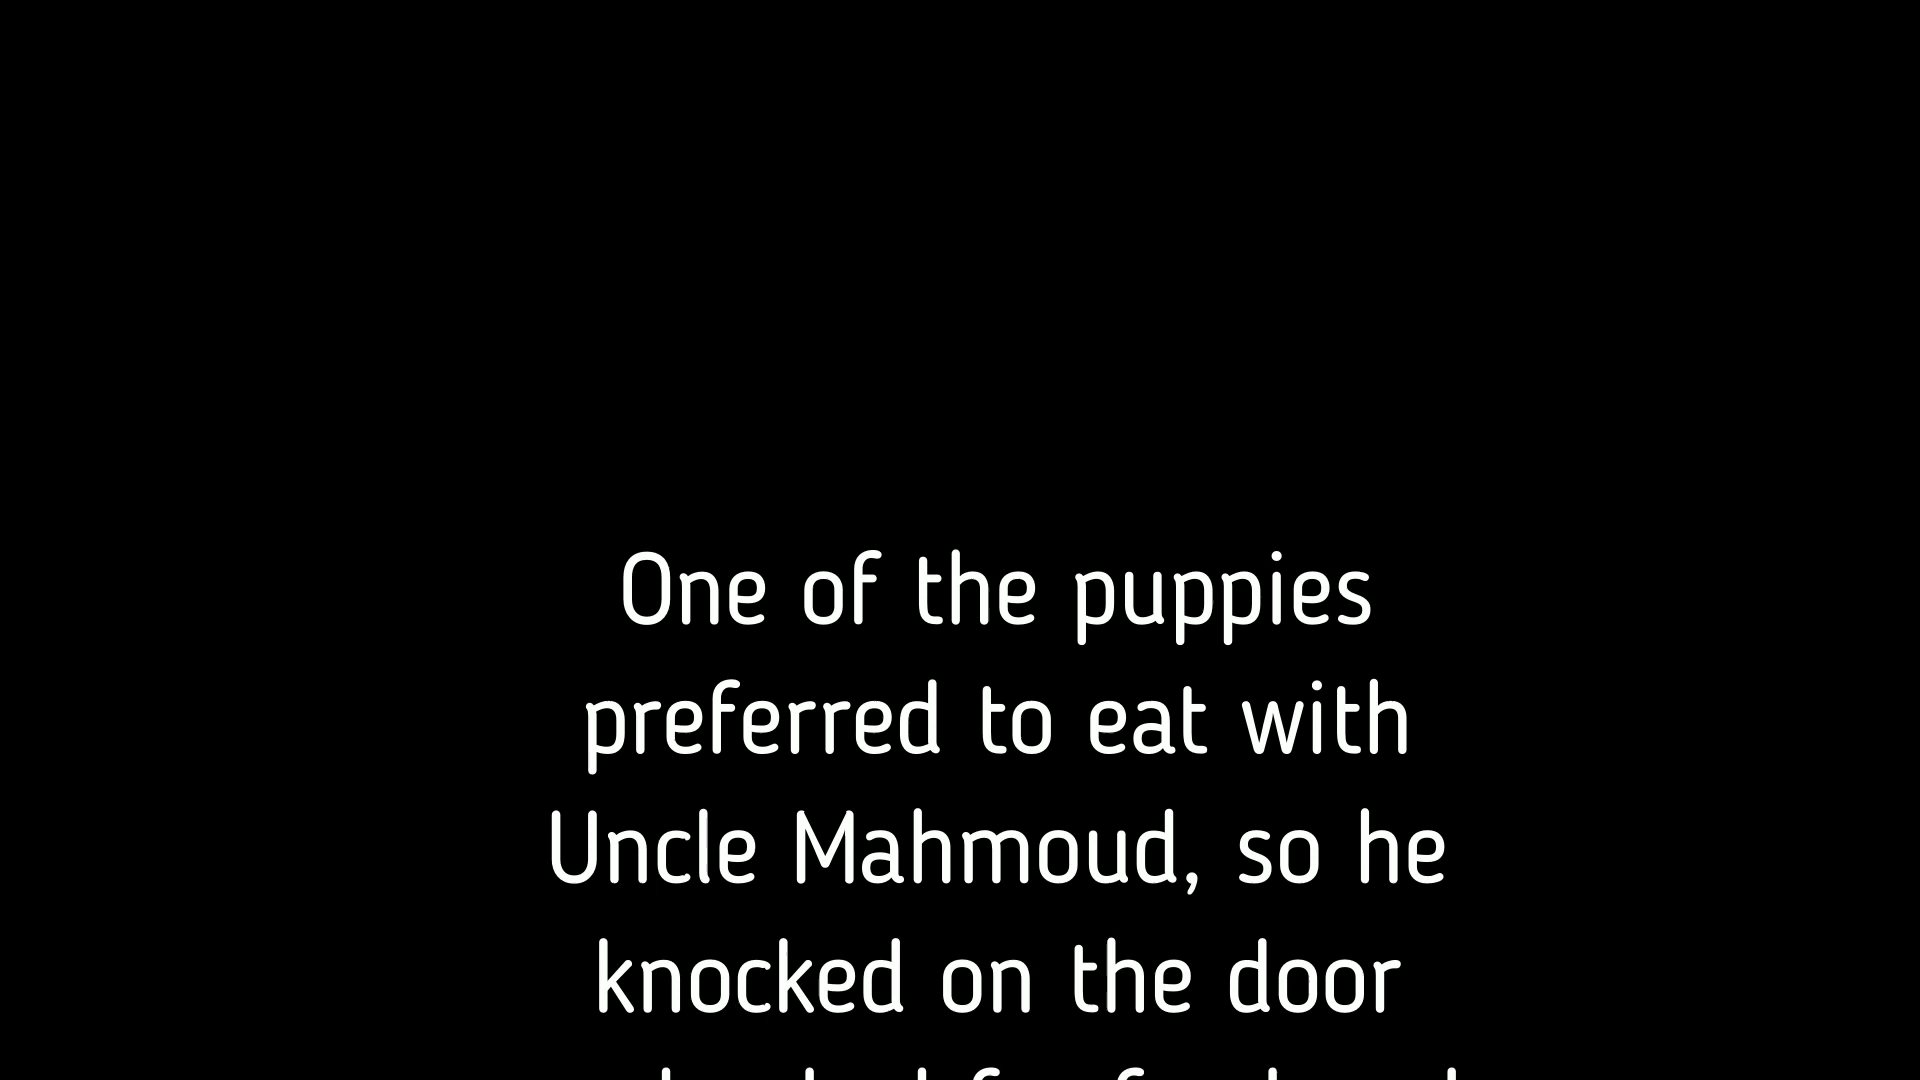 One of the puppies
preferred to eat with
Uncle Mahmoud, so he
knocked on the door